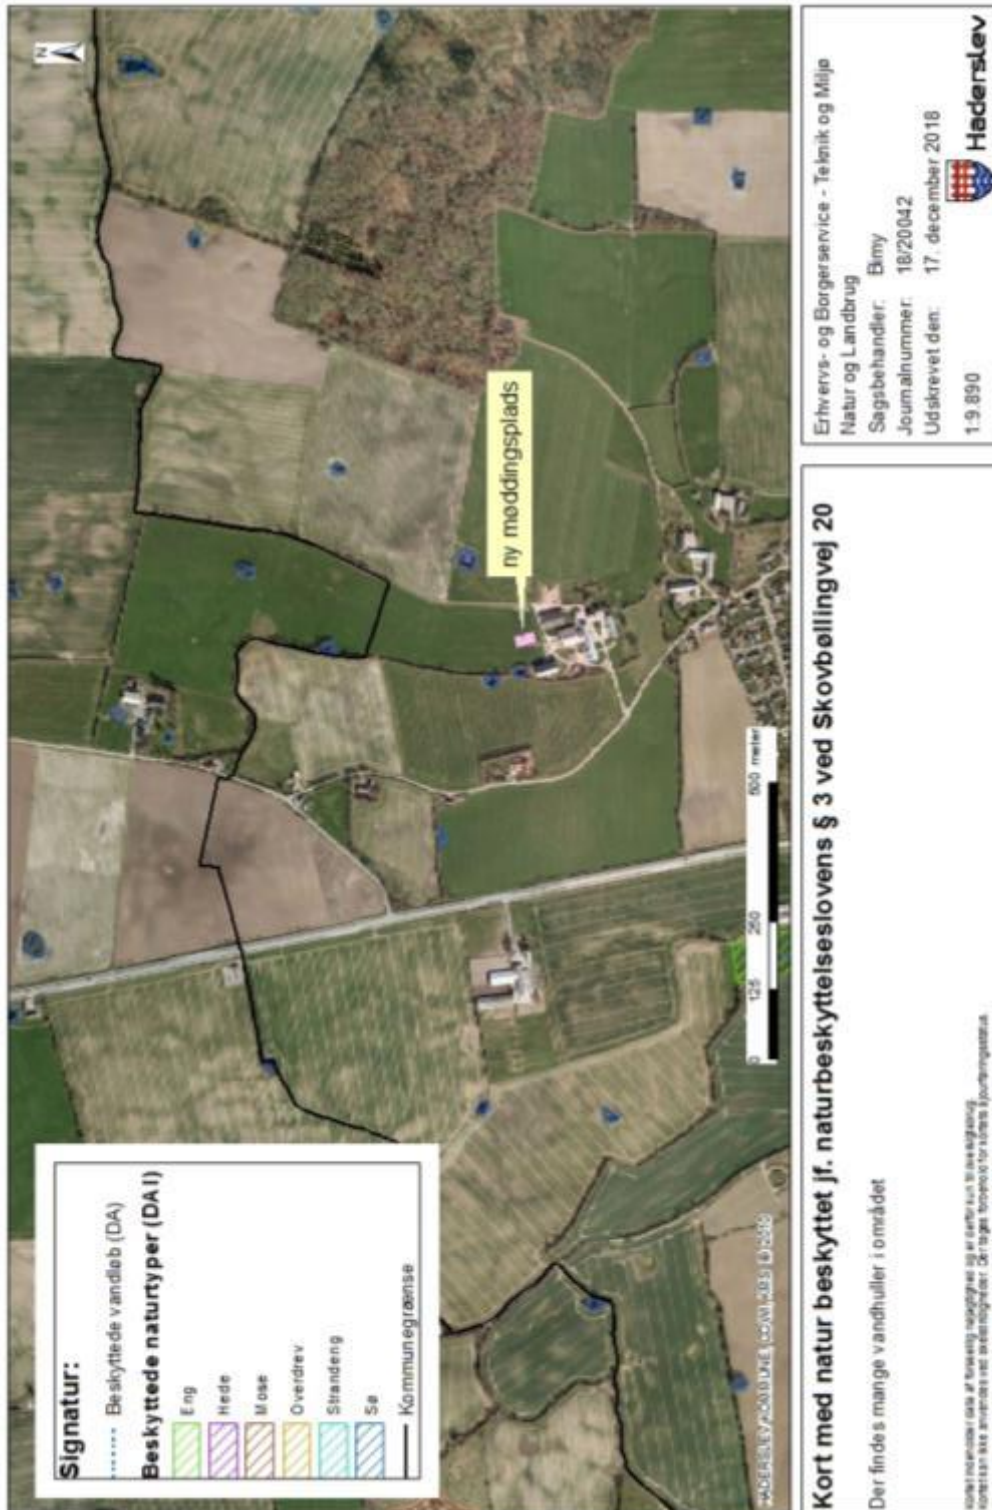 N
ny møddingsplads
Signatur:
Beskyttede vandløb (DA)
Beskyttede naturtyper (DAI)
Eng
Hede
Mose
Overdrev
Strandeng
Sø
Kommunegrænse
0 125 250 500 meter
Kort med natur beskyttet jf. naturbeskyttelseslovens § 3 ved Skovbøllingvej 20
Der findes mange vandhuller i området
Erhvervs- og Borgerservice - Teknik og Miljø
Natur og Landbrug
Sagsbehandler: Bimy
Journalnummer: 18/20042
Udskrevet den: 17. december 2018
1:9.890
Haderslev